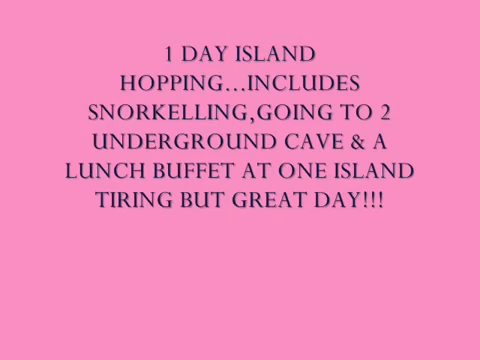 1 DAY ISLAND
HOPPING...INCLUDES
SNORKELLING,GOING TO 2
UNDERGROUND CAVE & A
LUNCH BUFFET AT ONE ISLAND
TIRING BUT GREAT DAY!!!